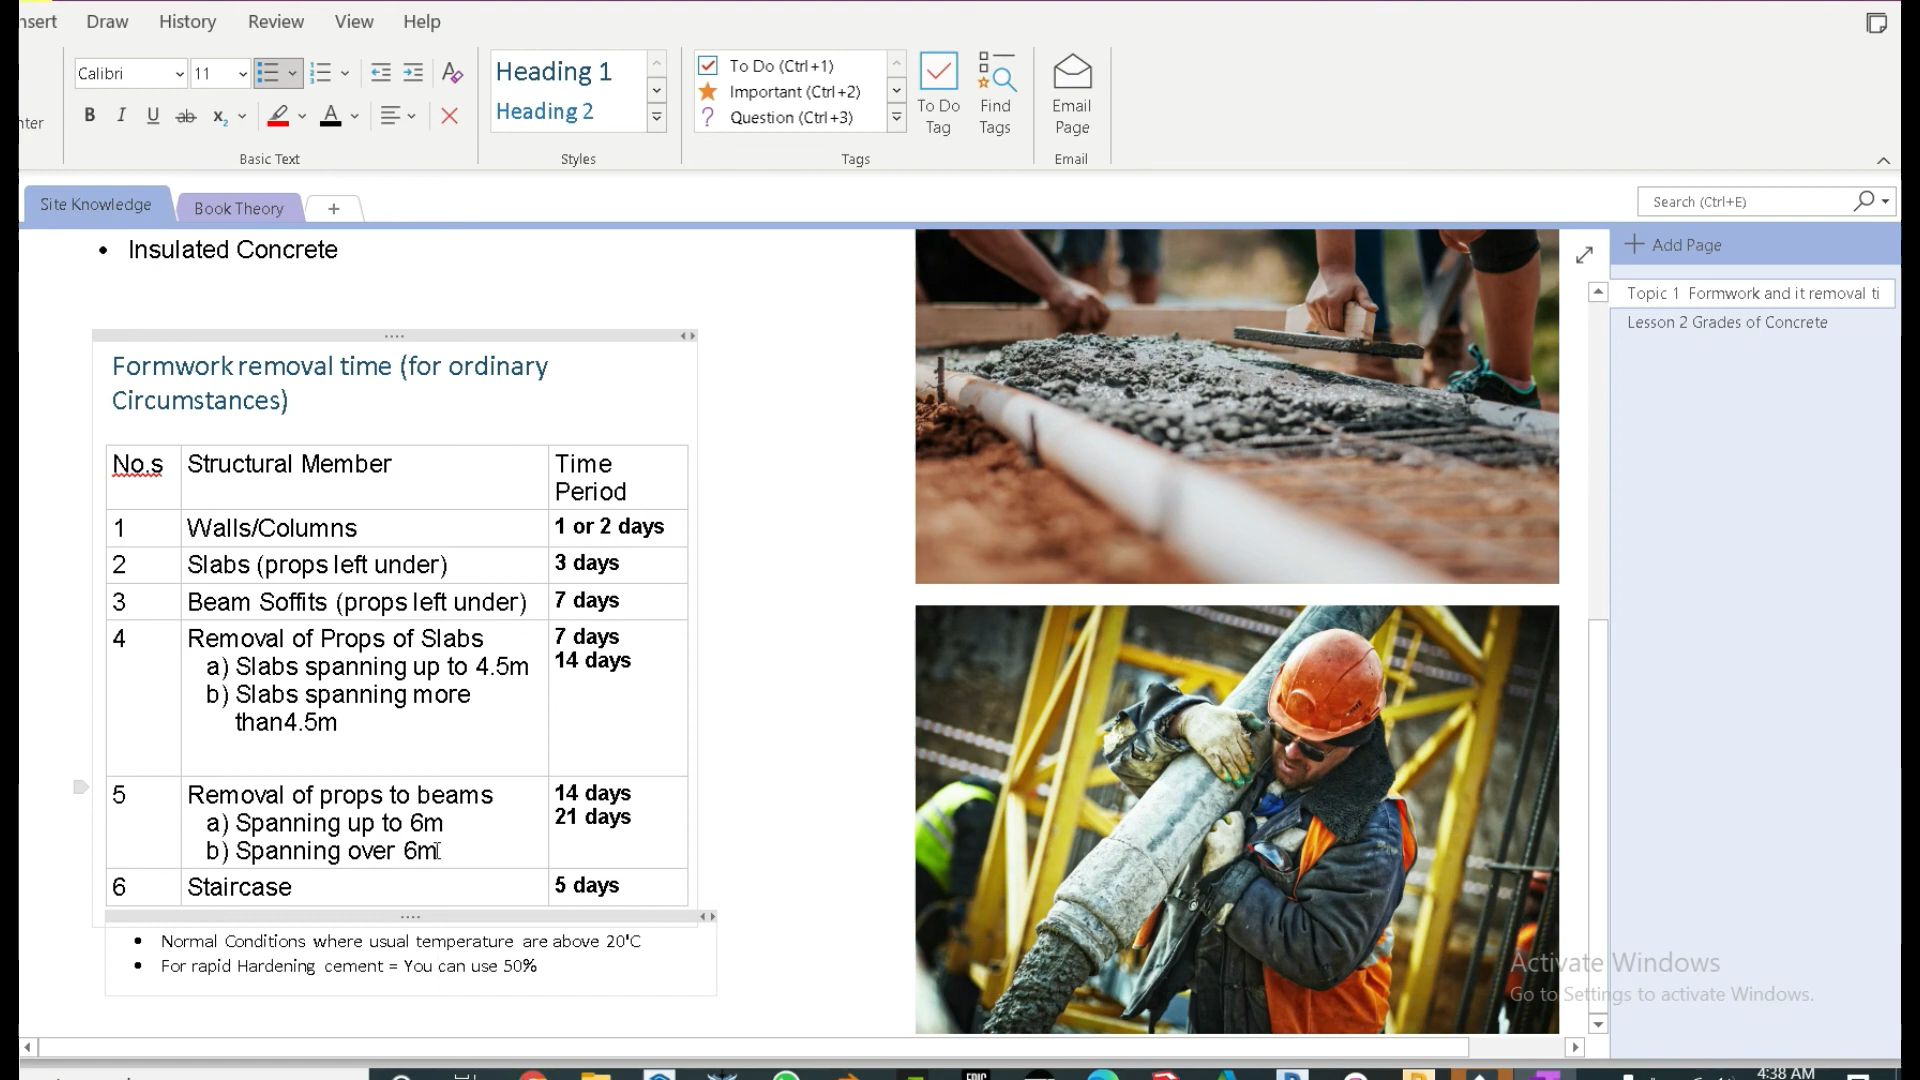 nsert Draw History Review View Help
Calibri 11
nter B I U ab x2 A
Basic Text
Heading 1
Heading 2
Styles
To Do (Ctrl+1)
Important (Ctrl+2)
Question (Ctrl+3)
To Do
Tag
Find
Tags
Tags
Email
Page
Email
Site Knowledge Book Theory +
Search (Ctrl+E)
Add Page
Topic 1 Formwork and it removal ti
Lesson 2 Grades of Concrete
• Insulated Concrete
Formwork removal time (for ordinary
Circumstances)
No.s Structural Member Time
Period
1 Walls/Columns 1 or 2 days
2 Slabs (props left under) 3 days
3 Beam Soffits (props left under) 7 days
4 Removal of Props of Slabs 7 days
a) Slabs spanning up to 4.5m 14 days
b) Slabs spanning more
than4.5m
5 Removal of props to beams 14 days
a) Spanning up to 6m 21 days
b) Spanning over 6m
6 Staircase 5 days
• Normal Conditions where usual temperature are above 20'C
• For rapid Hardening cement = You can use 50%
Activate Windows
Go to Settings to activate Windows.
EPIC
4:38 AM